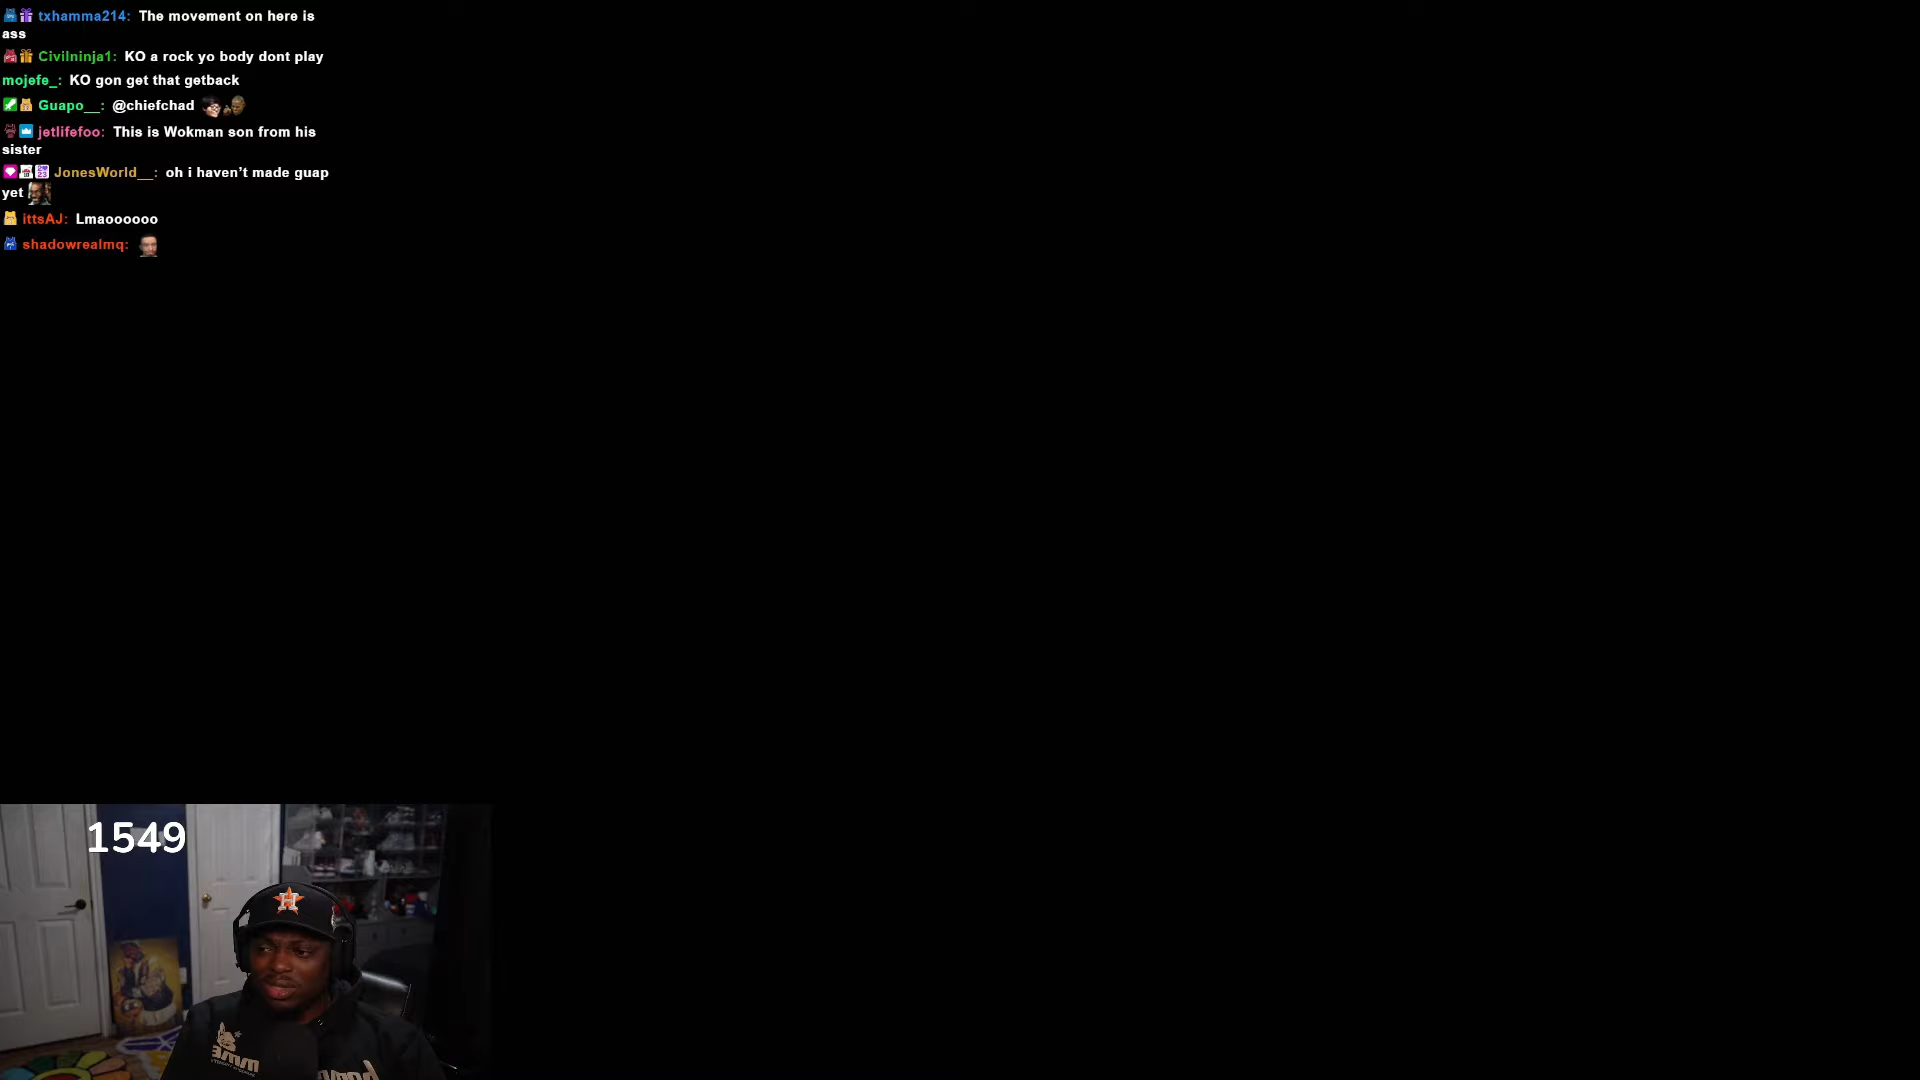 txhamma214: The movement on here is
ass
Civilninja1: KO a rock yo body dont play
mojefe_: KO gon get that getback
Guapo__: @chiefchad
jetlifefoo: This is Wokman son from his
sister
JonesWorld__: oh i haven’t made guap
yet
ittsAJ: Lmaoooooo
shadowrealmq:
1549
H